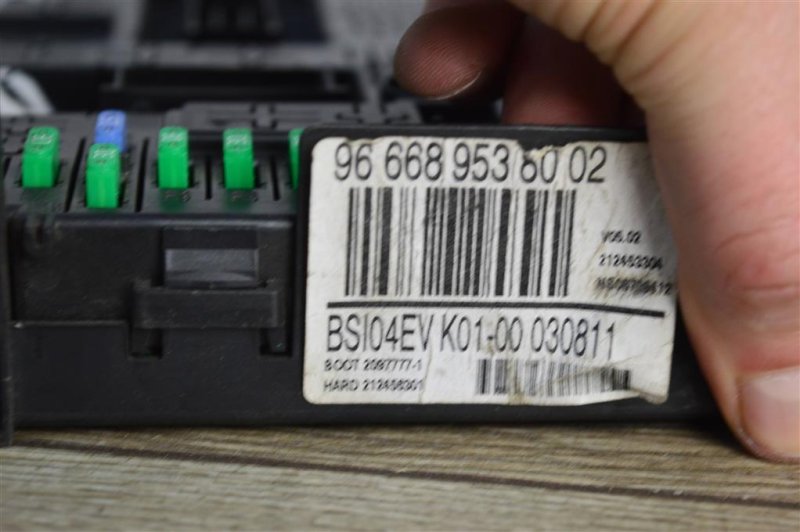 96 668 953 80 02
V05.02
212453304
BSI04EV K01-00 030811
BOOT 2097777-1
HARD 212456301